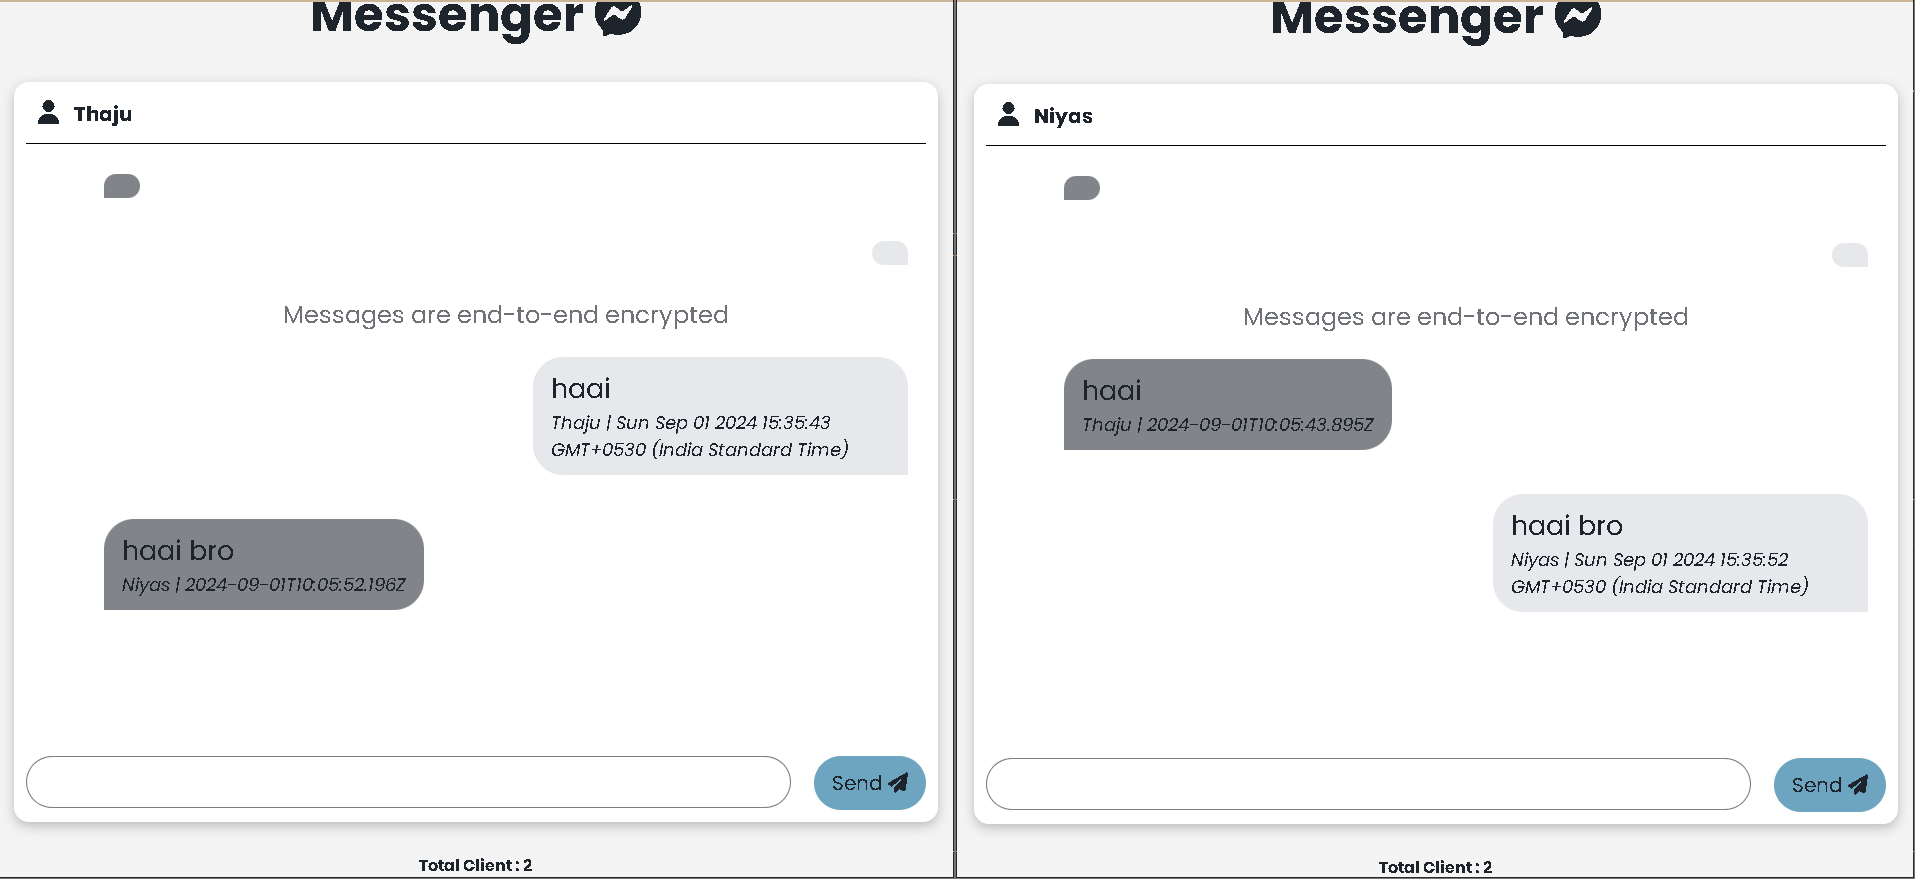 Messenger
Thaju
Messages are end-to-end encrypted
haai
Thaju | Sun Sep 01 2024 15:35:43
GMT+0530 (India Standard Time)
haai bro
Niyas | 2024-09-01T10:05:52.196Z
Send
Total Client : 2
Messenger
Niyas
Messages are end-to-end encrypted
haai
Thaju | 2024-09-01T10:05:43.895Z
haai bro
Niyas | Sun Sep 01 2024 15:35:52
GMT+0530 (India Standard Time)
Send
Total Client : 2